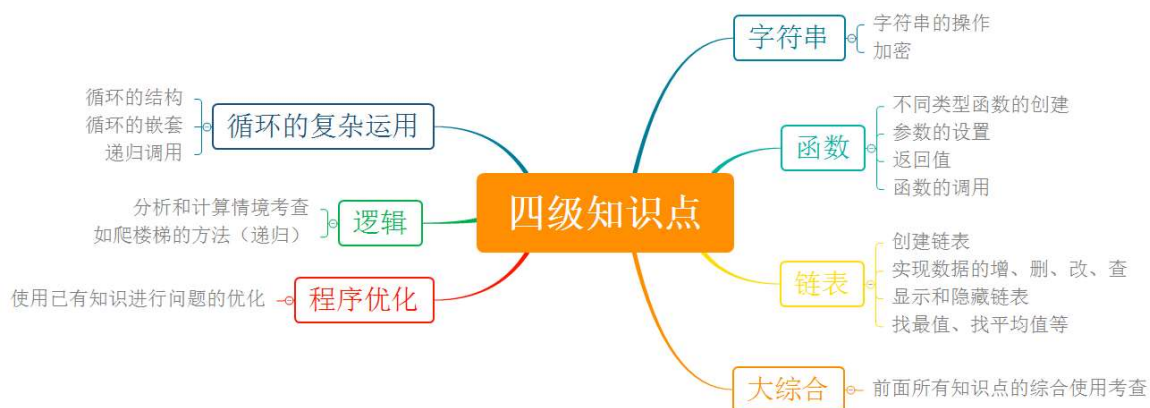 四级知识点
字符串
字符串的操作
加密
函数
不同类型函数的创建
参数的设置
返回值
函数的调用
链表
创建链表
实现数据的增、删、改、查
显示和隐藏链表
找最值、找平均值等
大综合
前面所有知识点的综合使用考查
循环的复杂运用
循环的结构
循环的嵌套
递归调用
逻辑
分析和计算情境考查
如爬楼梯的方法（递归）
程序优化
使用已有知识进行问题的优化